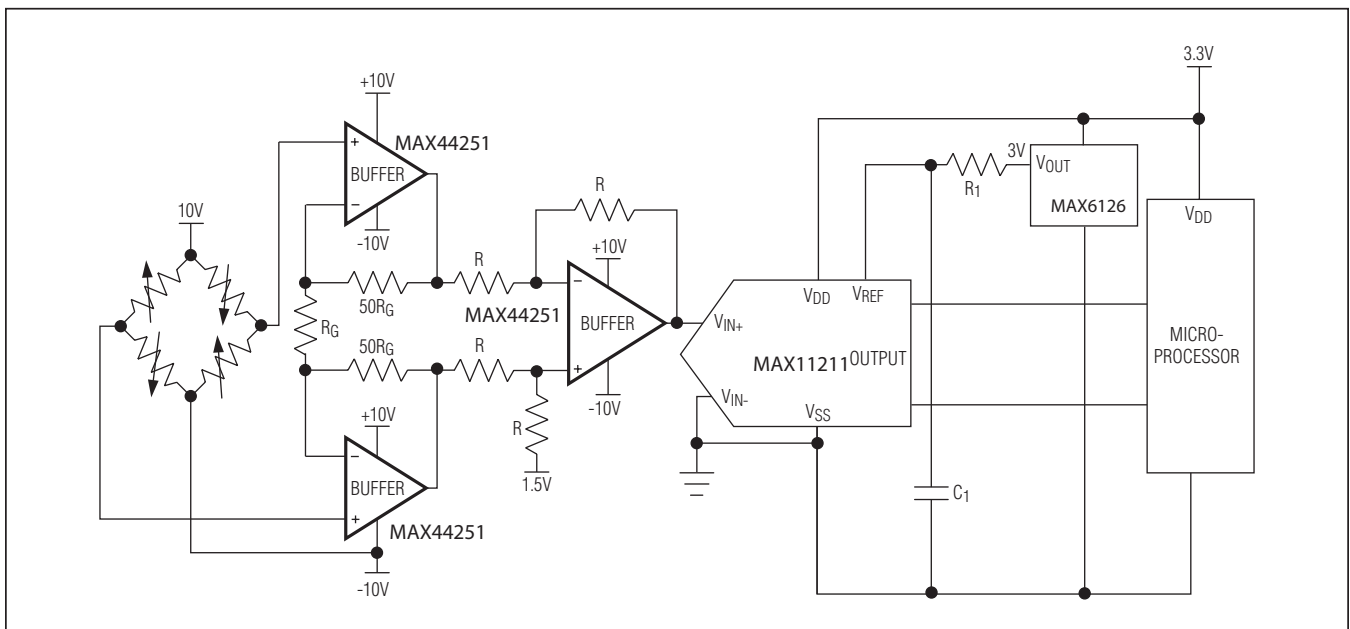 3.3V
+10V
MAX44251
+
BUFFER
−
-10V
10V
3V
VOUT
R1
MAX6126
VDD
R
+10V
R
50RG
MAX44251
−
BUFFER
+
-10V
RG
50RG
R
R
1.5V
VDD
VREF
VIN+
MAX11211
OUTPUT
VIN-
VSS
MICRO-
PROCESSOR
+10V
−
BUFFER
+
MAX44251
-10V
C1